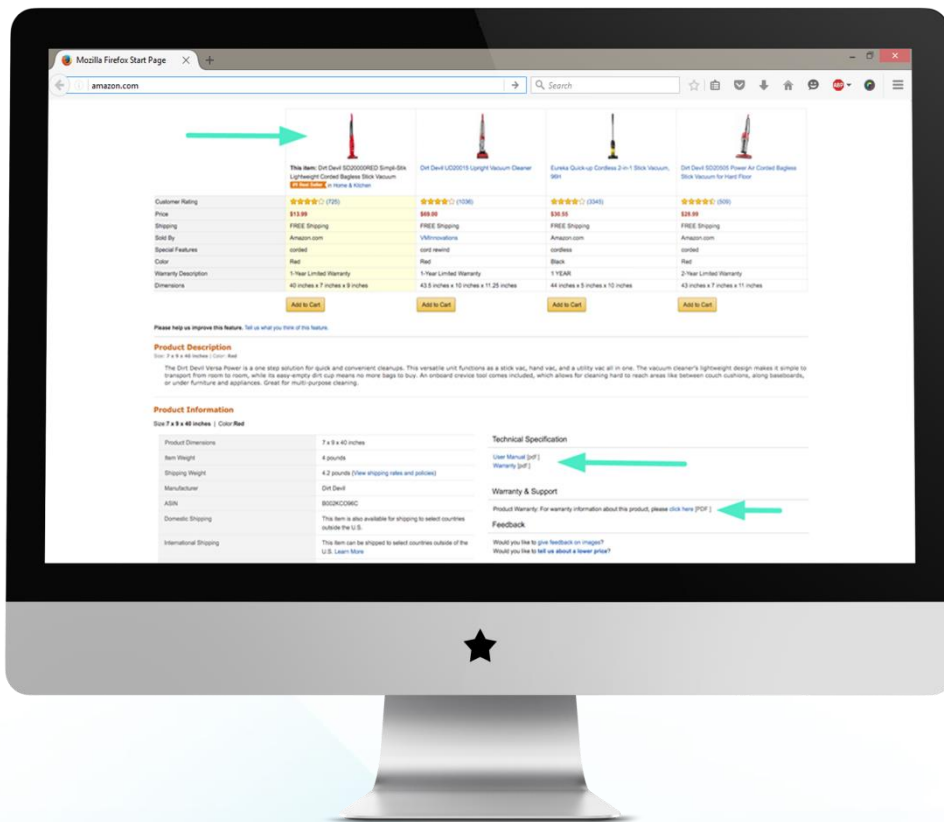 Mozilla Firefox Start Page
amazon.com
Search
ABP
This item: Dirt Devil SD20000RED Simpli-Stik
Lightweight Corded Bagless Stick Vacuum
#1 Best Seller in Home & Kitchen
Dirt Devil UD20015 Upright Vacuum Cleaner
Eureka Quick-up Cordless 2-in-1 Stick Vacuum,
96H
Dirt Devil SD20505 Power Air Corded Bagless
Stick Vacuum for Hard Floor
Customer Rating (725) (1036) (3345) (509)
Price $13.99 $69.00 $30.55 $28.99
Shipping FREE Shipping FREE Shipping FREE Shipping FREE Shipping
Sold By Amazon.com VMInnovations Amazon.com Amazon.com
Special Features corded cord rewind cordless corded
Color Red Red Black Red
Warranty Description 1-Year Limited Warranty 1-Year Limited Warranty 1 YEAR 2-Year Limited Warranty
Dimensions 40 inches x 7 inches x 9 inches 43.5 inches x 10 inches x 11.25 inches 44 inches x 5 inches x 10 inches 43 inches x 7 inches x 11 inches
Add to Cart Add to Cart Add to Cart Add to Cart
Please help us improve this feature. Tell us what you think of this feature.
Product Description
Size: 7 x 9 x 40 inches | Color: Red
The Dirt Devil Versa Power is a one step solution for quick and convenient cleanups. This versatile unit functions as a stick vac, hand vac, and a utility vac all in one. The vacuum cleaner's lightweight design makes it simple to
transport from room to room, while its easy-empty dirt cup means no more bags to buy. An onboard crevice tool comes included, which allows for cleaning hard to reach areas like between couch cushions, along baseboards,
or under furniture and appliances. Great for multi-purpose cleaning.
Product Information
Size:7 x 9 x 40 inches | Color:Red
Product Dimensions 7 x 9 x 40 inches
Item Weight 4 pounds
Shipping Weight 4.2 pounds (View shipping rates and policies)
Manufacturer Dirt Devil
ASIN
Domestic Shipping This item is also available for shipping to select countries
outside the U.S.
International Shipping This item can be shipped to select countries outside of the
U.S. Learn More
Technical Specification
User Manual [pdf ]
Warranty [pdf ]
Warranty & Support
Product Warranty: For warranty information about this product, please click here [PDF ]
Feedback
Would you like to give feedback on images?
Would you like to tell us about a lower price?